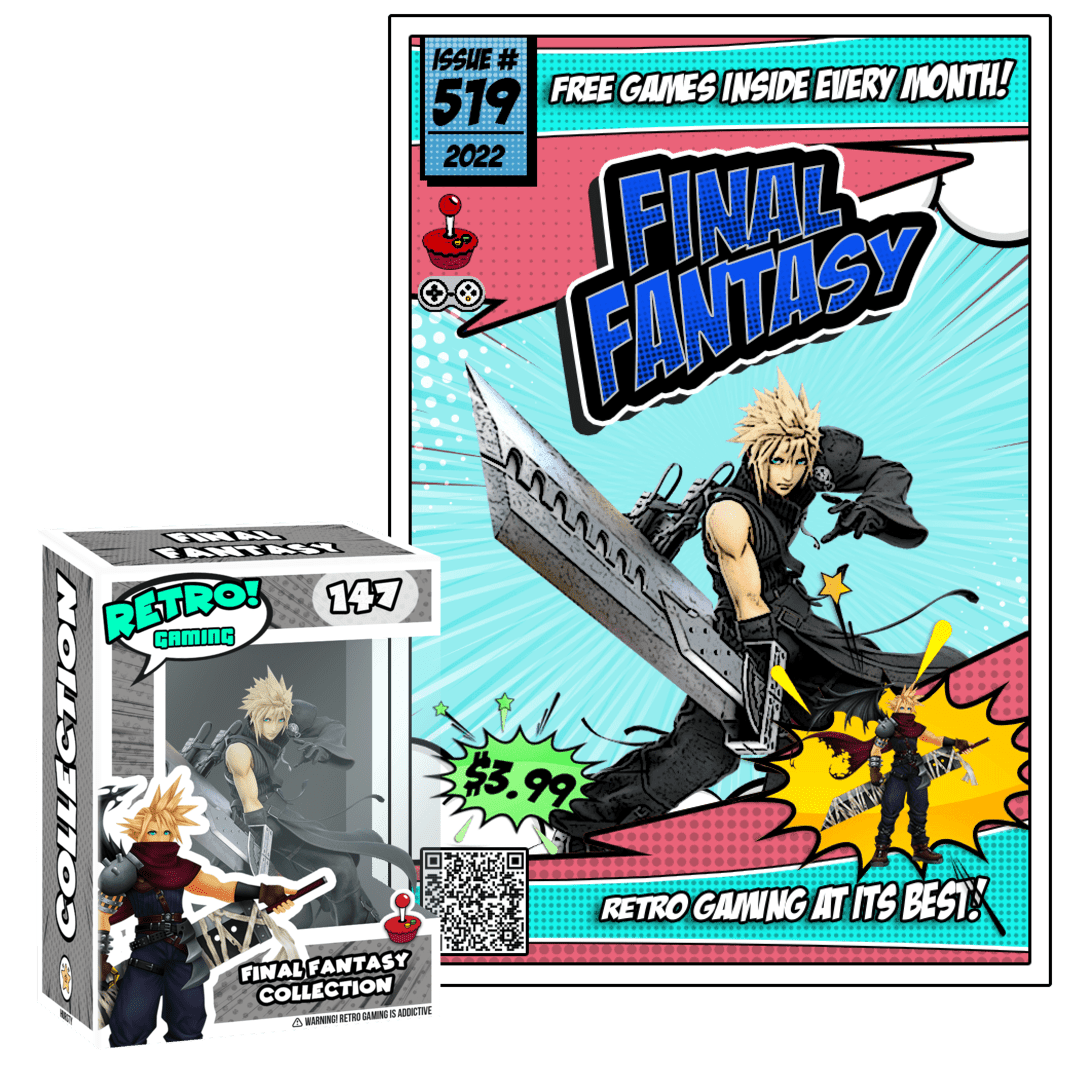 ISSUE #
519
2022
FREE GAMES INSIDE EVERY MONTH!
FINAL
FANTASY
$3.99
RETRO GAMING AT ITS BEST!
FINAL
FANTASY
COLLECTION
RETRO!
GAMING
147
FINAL FANTASY
COLLECTION
WARNING! RETRO GAMING IS ADDICTIVE